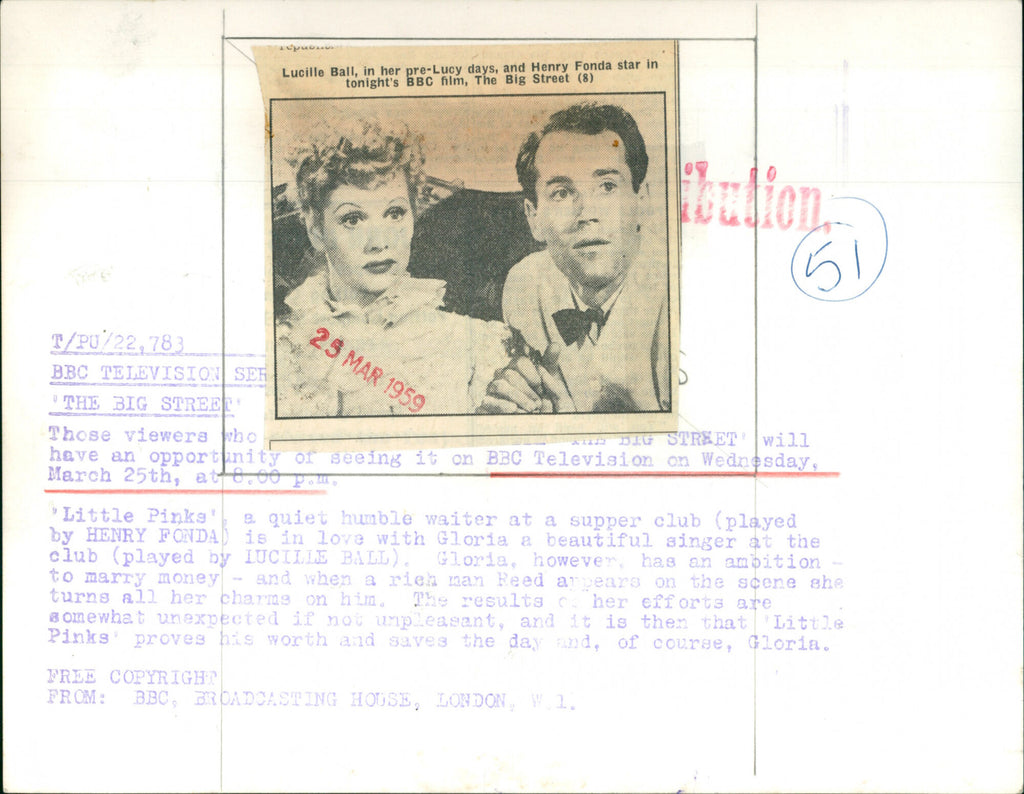 Lucille Ball, in her pre-Lucy days, and Henry Fonda star in
tonight's BBC film, The Big Street (8)
25 MAR 1959
ibution.
51
T/PU/22,783
BBC TELEVISION SER
'THE BIG STREET'
Those viewers who 'THE BIG STREET' will
have an opportunity of seeing it on BBC Television on Wednesday,
March 25th, at 8.00 p.m.
'Little Pinks', a quiet humble waiter at a supper club (played
by HENRY FONDA) is in love with Gloria a beautiful singer at the
club (played by LUCILLE BALL). Gloria, however, has an ambition -
to marry money - and when a rich man Reed appears on the scene she
turns all her charms on him. The results of her efforts are
somewhat unexpected if not unpleasant, and it is then that 'Little
Pinks' proves his worth and saves the day and, of course, Gloria.
FREE COPYRIGHT
FROM: BBC, BROADCASTING HOUSE, LONDON, W.1.